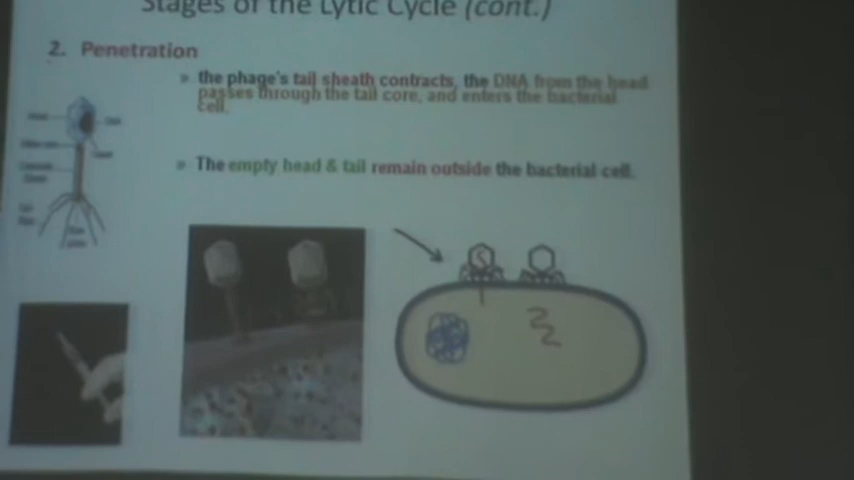 Stages of the Lytic Cycle (cont.)
2. Penetration
» the phage's tail sheath contracts, the DNA from the head
passes through the tail core, and enters the bacterial
cell.
» The empty head & tail remain outside the bacterial cell.